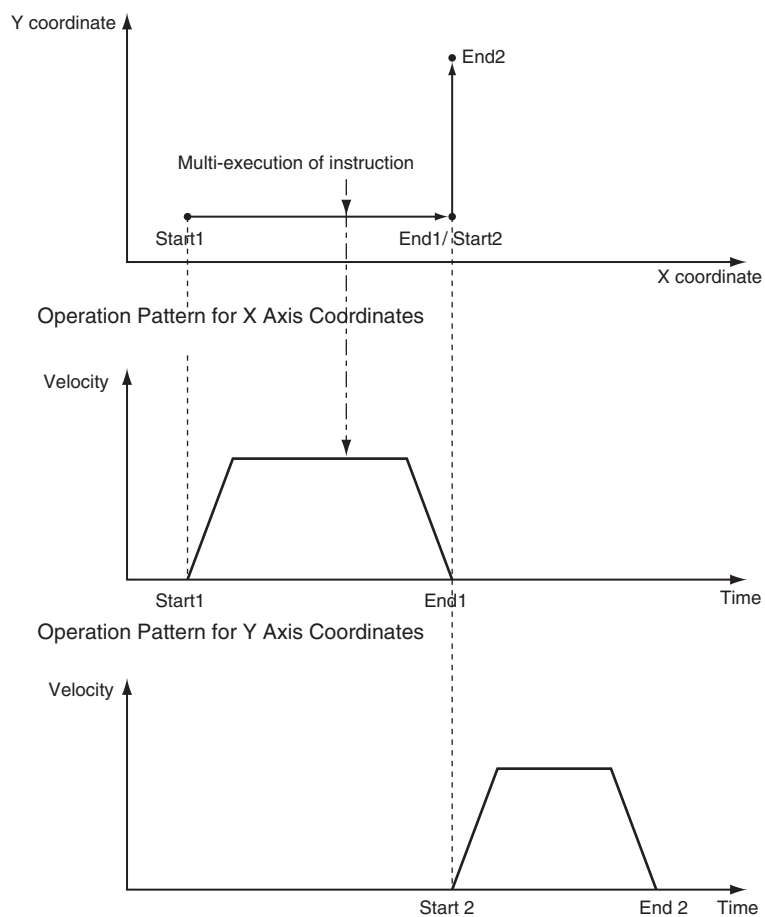 Y coordinate
End2
Multi-execution of instruction
Start1
End1/ Start2
X coordinate
Operation Pattern for X Axis Coordinates
Velocity
Start1
End1
Time
Operation Pattern for Y Axis Coordinates
Velocity
Start 2
End 2
Time